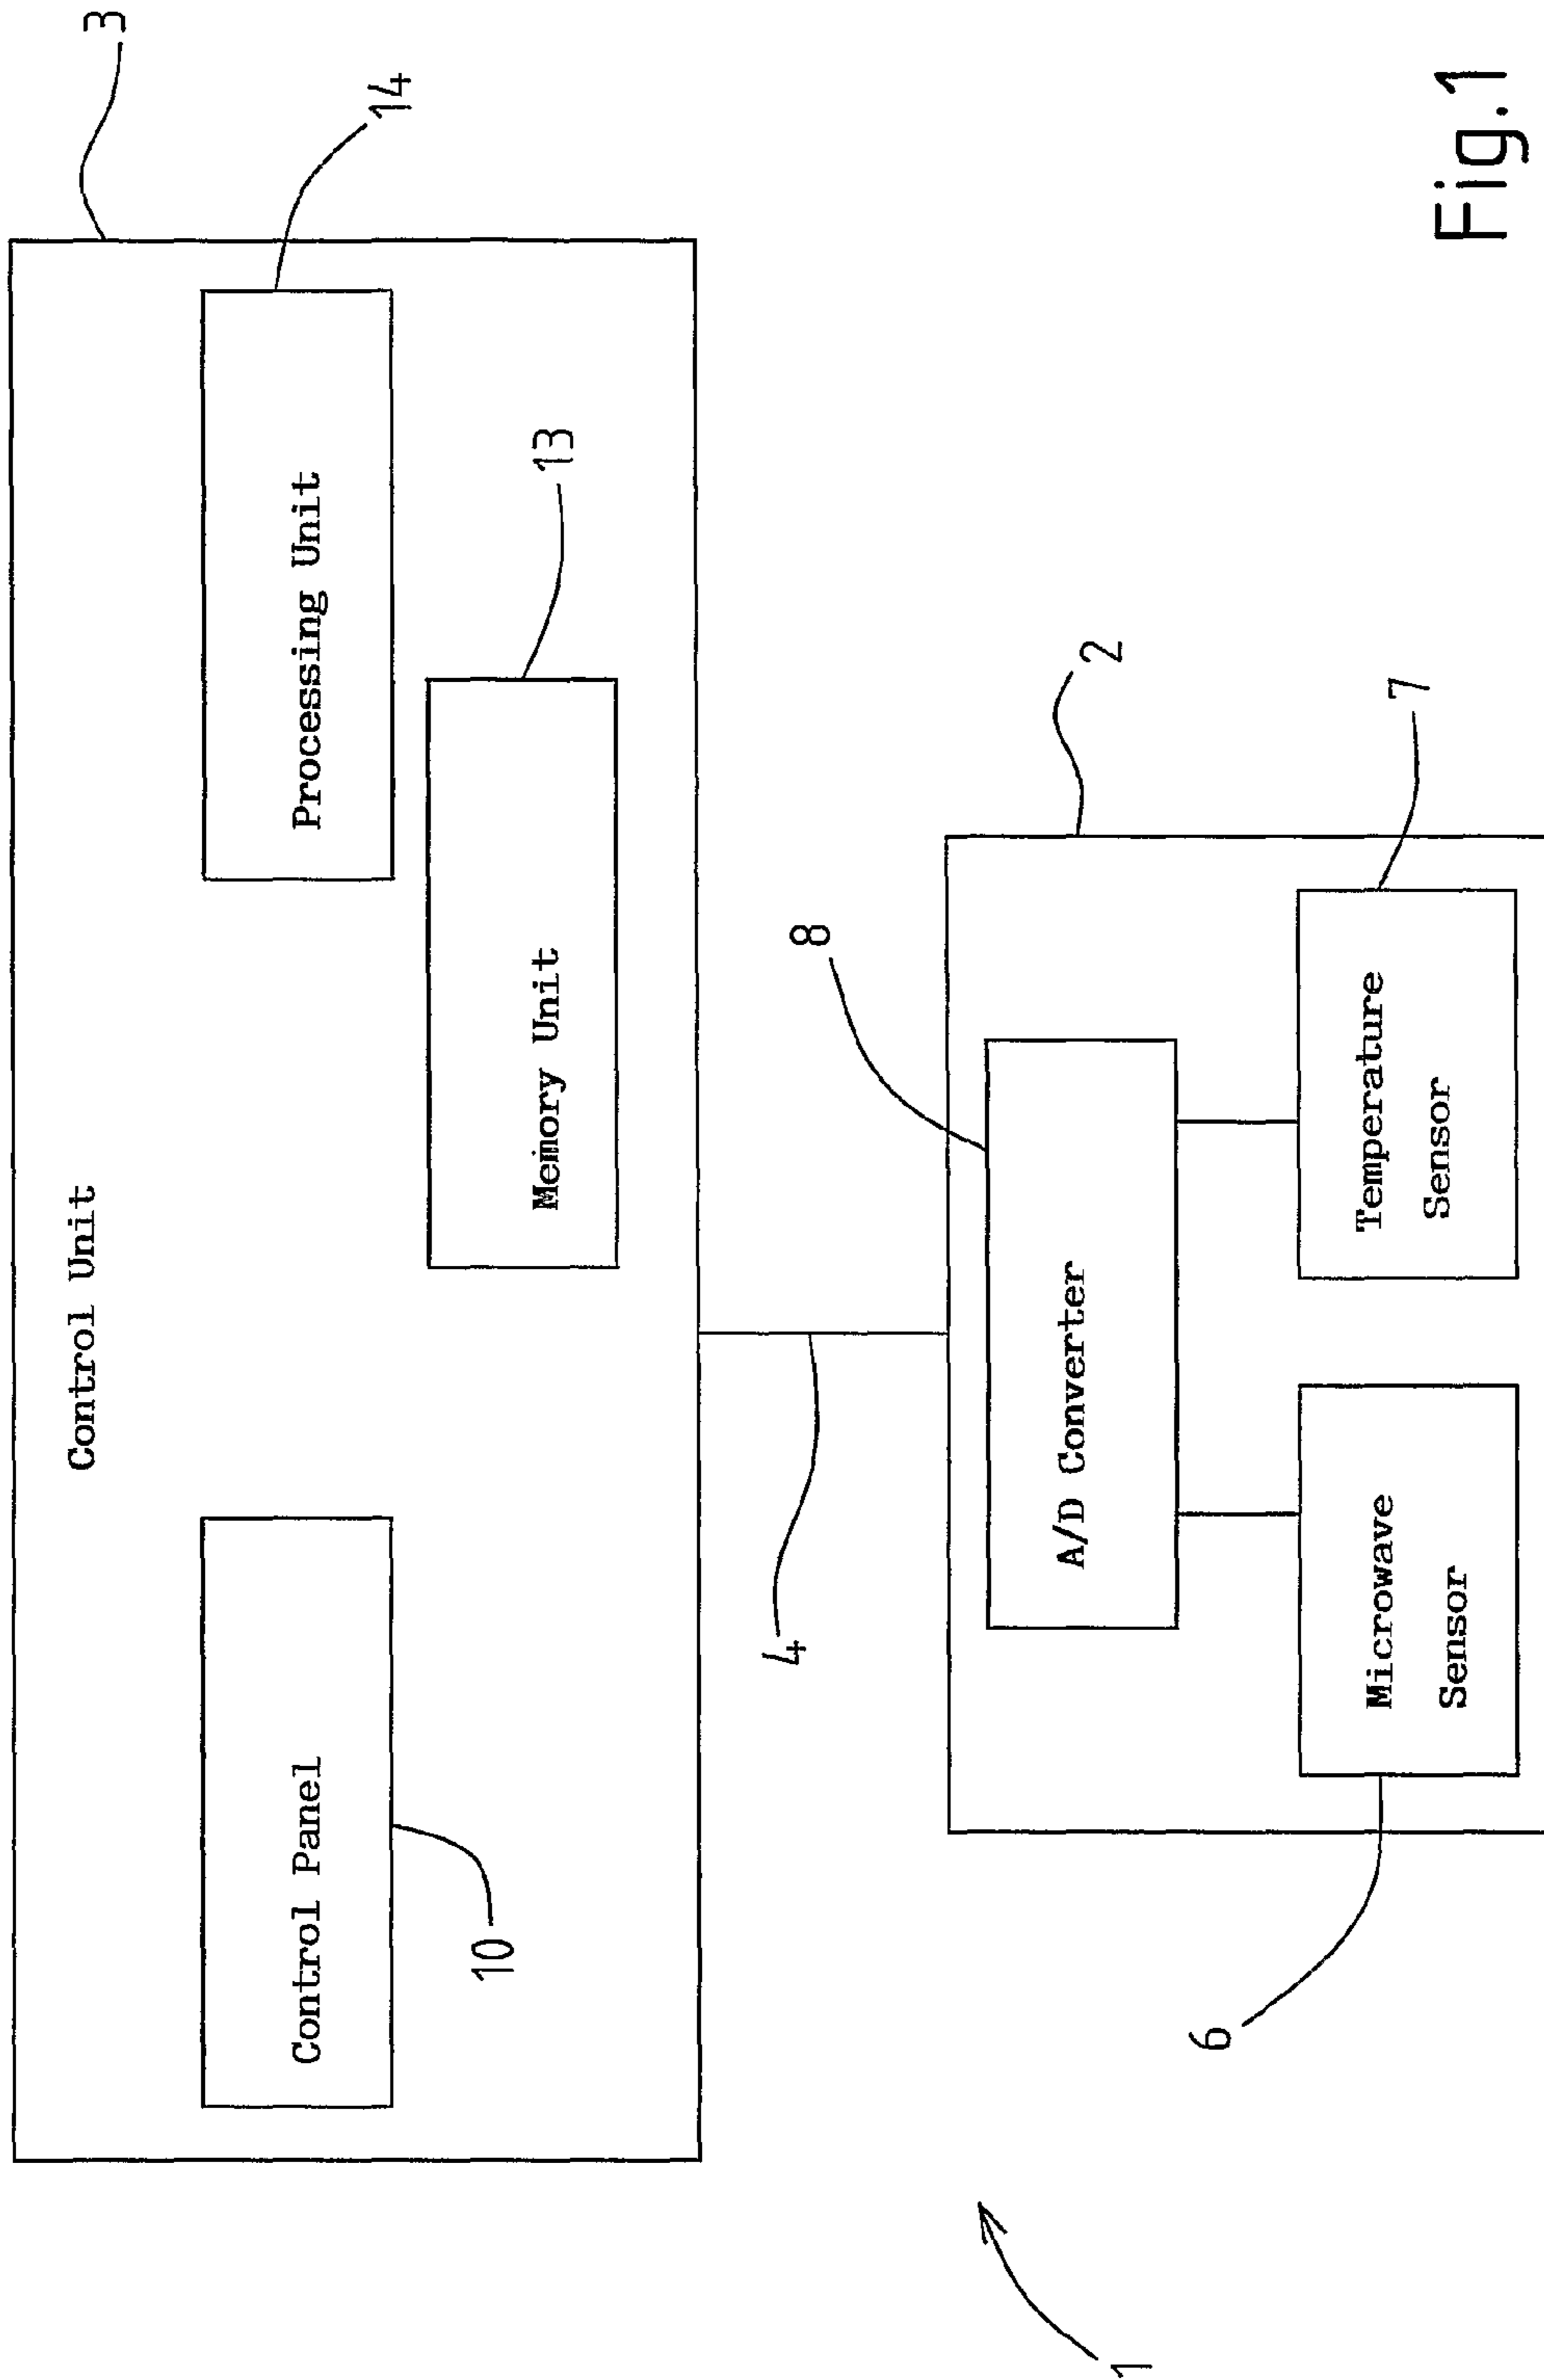 3
Control Unit
14
Control Panel
Processing Unit
10
Memory Unit
13
4
8
2
A/D Converter
1
6
7
Microwave
Sensor
Temperature
Sensor
Fig.1